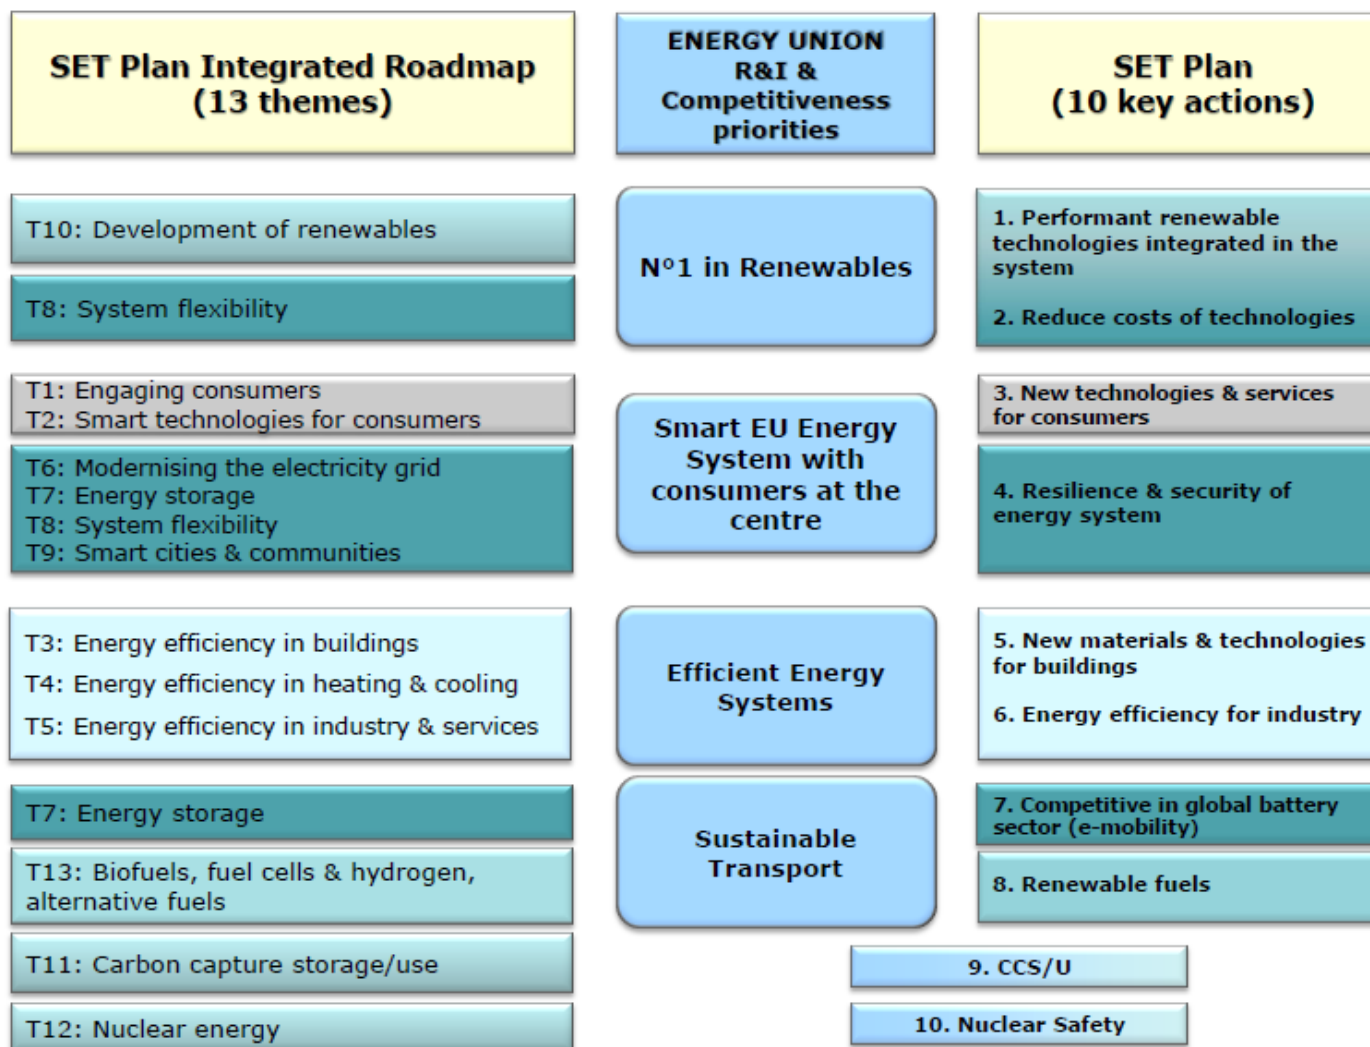 SET Plan Integrated Roadmap
(13 themes)
ENERGY UNION
R&I &
Competitiveness
priorities
SET Plan
(10 key actions)
T10: Development of renewables
T8: System flexibility
Nº1 in Renewables
1. Performant renewable
technologies integrated in the
system
2. Reduce costs of technologies
T1: Engaging consumers
T2: Smart technologies for consumers
T6: Modernising the electricity grid
T7: Energy storage
T8: System flexibility
T9: Smart cities & communities
Smart EU Energy
System with
consumers at the
centre
3. New technologies & services
for consumers
4. Resilience & security of
energy system
T3: Energy efficiency in buildings
T4: Energy efficiency in heating & cooling
T5: Energy efficiency in industry & services
Efficient Energy
Systems
5. New materials & technologies
for buildings
6. Energy efficiency for industry
T7: Energy storage
T13: Biofuels, fuel cells & hydrogen,
alternative fuels
Sustainable
Transport
7. Competitive in global battery
sector (e-mobility)
8. Renewable fuels
T11: Carbon capture storage/use
9. CCS/U
T12: Nuclear energy
10. Nuclear Safety